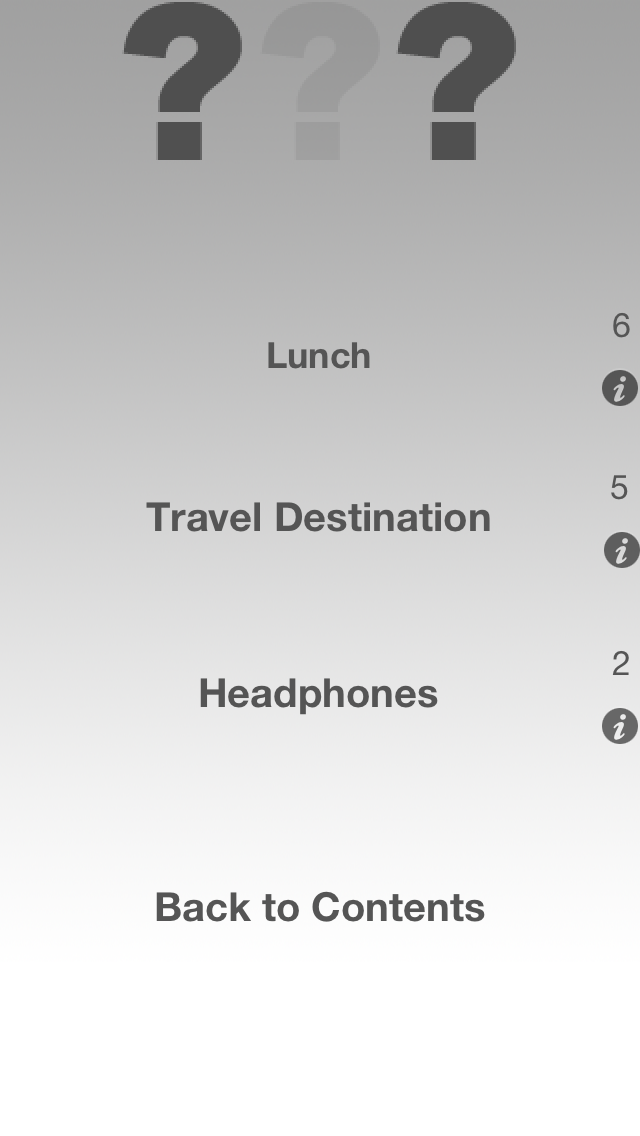 ???
6
Lunch
5
Travel Destination
2
Headphones
Back to Contents